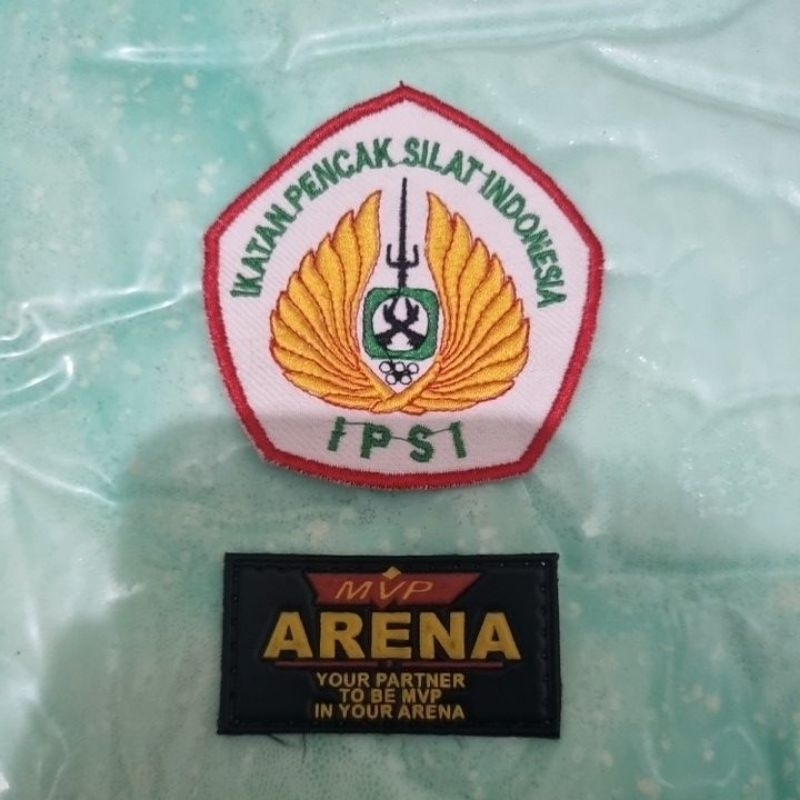 IKATAN PENCAK SILAT INDONESIA
IPSI
MVP
ARENA
YOUR PARTNER
TO BE MVP
IN YOUR ARENA